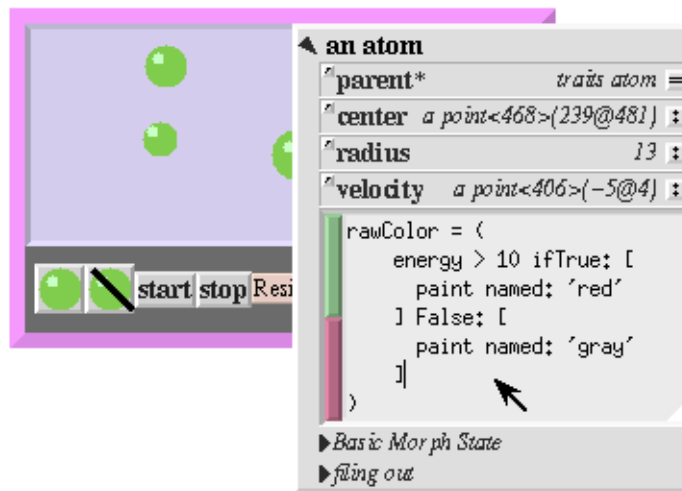 an atom
parent* traits atom =
center a point<468>(239@481) :
radius 13 :
velocity a point<406>(-5@4) :
rawColor = (
energy > 10 ifTrue: [
paint named: 'red'
] False: [
paint named: 'gray'
]
)
Basic Morph State
filing out
start stop